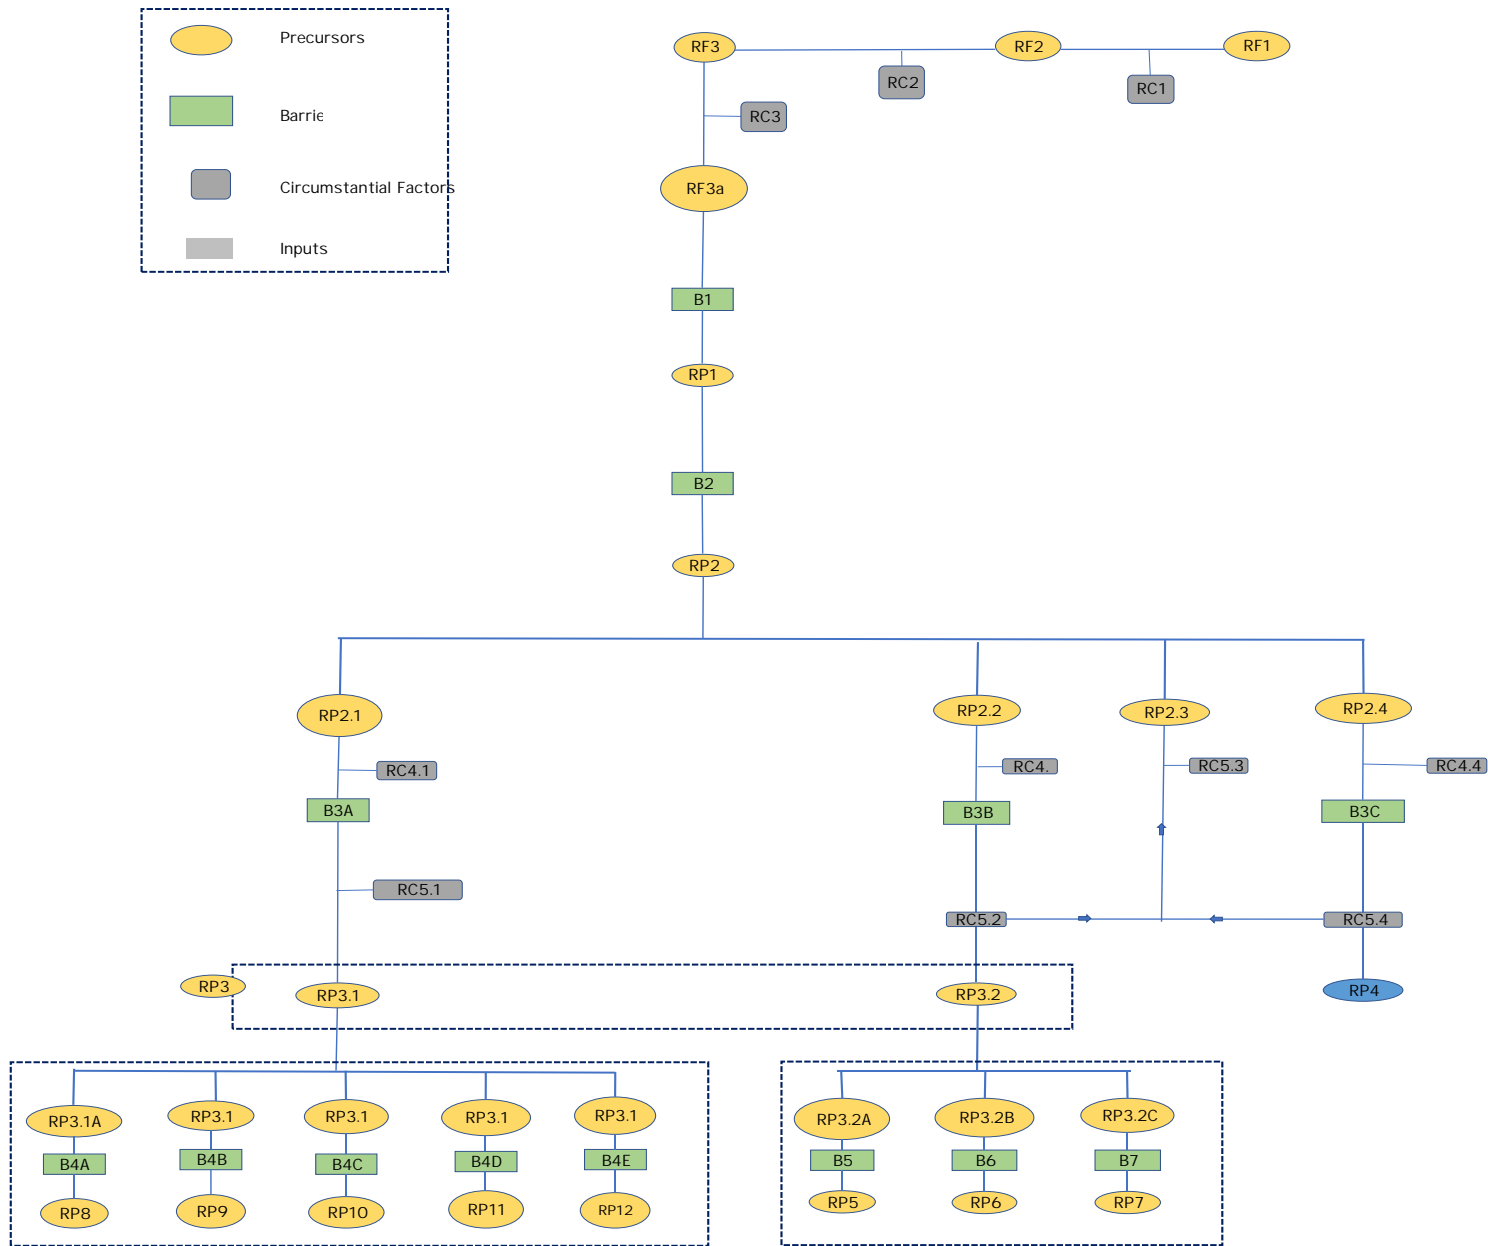 Precursors
Barrie
Circumstantial Factors
Inputs
RF3
RF2
RF1
RC2
RC1
RC3
RF3a
B1
RP1
B2
RP2
RP2.1
RP2.2
RP2.3
RP2.4
RC4.1
RC4.
RC5.3
RC4.4
B3A
B3B
B3C
RC5.1
RC5.2
RC5.4
RP3
RP3.1
RP3.2
RP4
RP3.1A
RP3.1
RP3.1
RP3.1
RP3.1
RP3.2A
RP3.2B
RP3.2C
B4A
B4B
B4C
B4D
B4E
B5
B6
B7
RP8
RP9
RP10
RP11
RP12
RP5
RP6
RP7